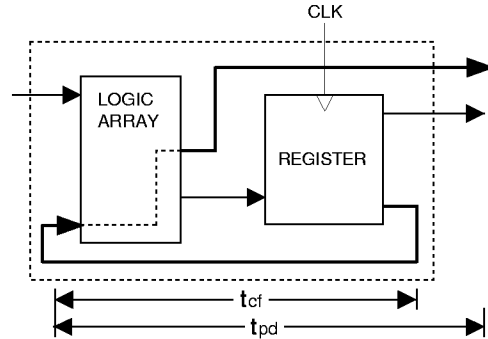 CLK
LOGIC
ARRAY
REGISTER
tcf
tpd